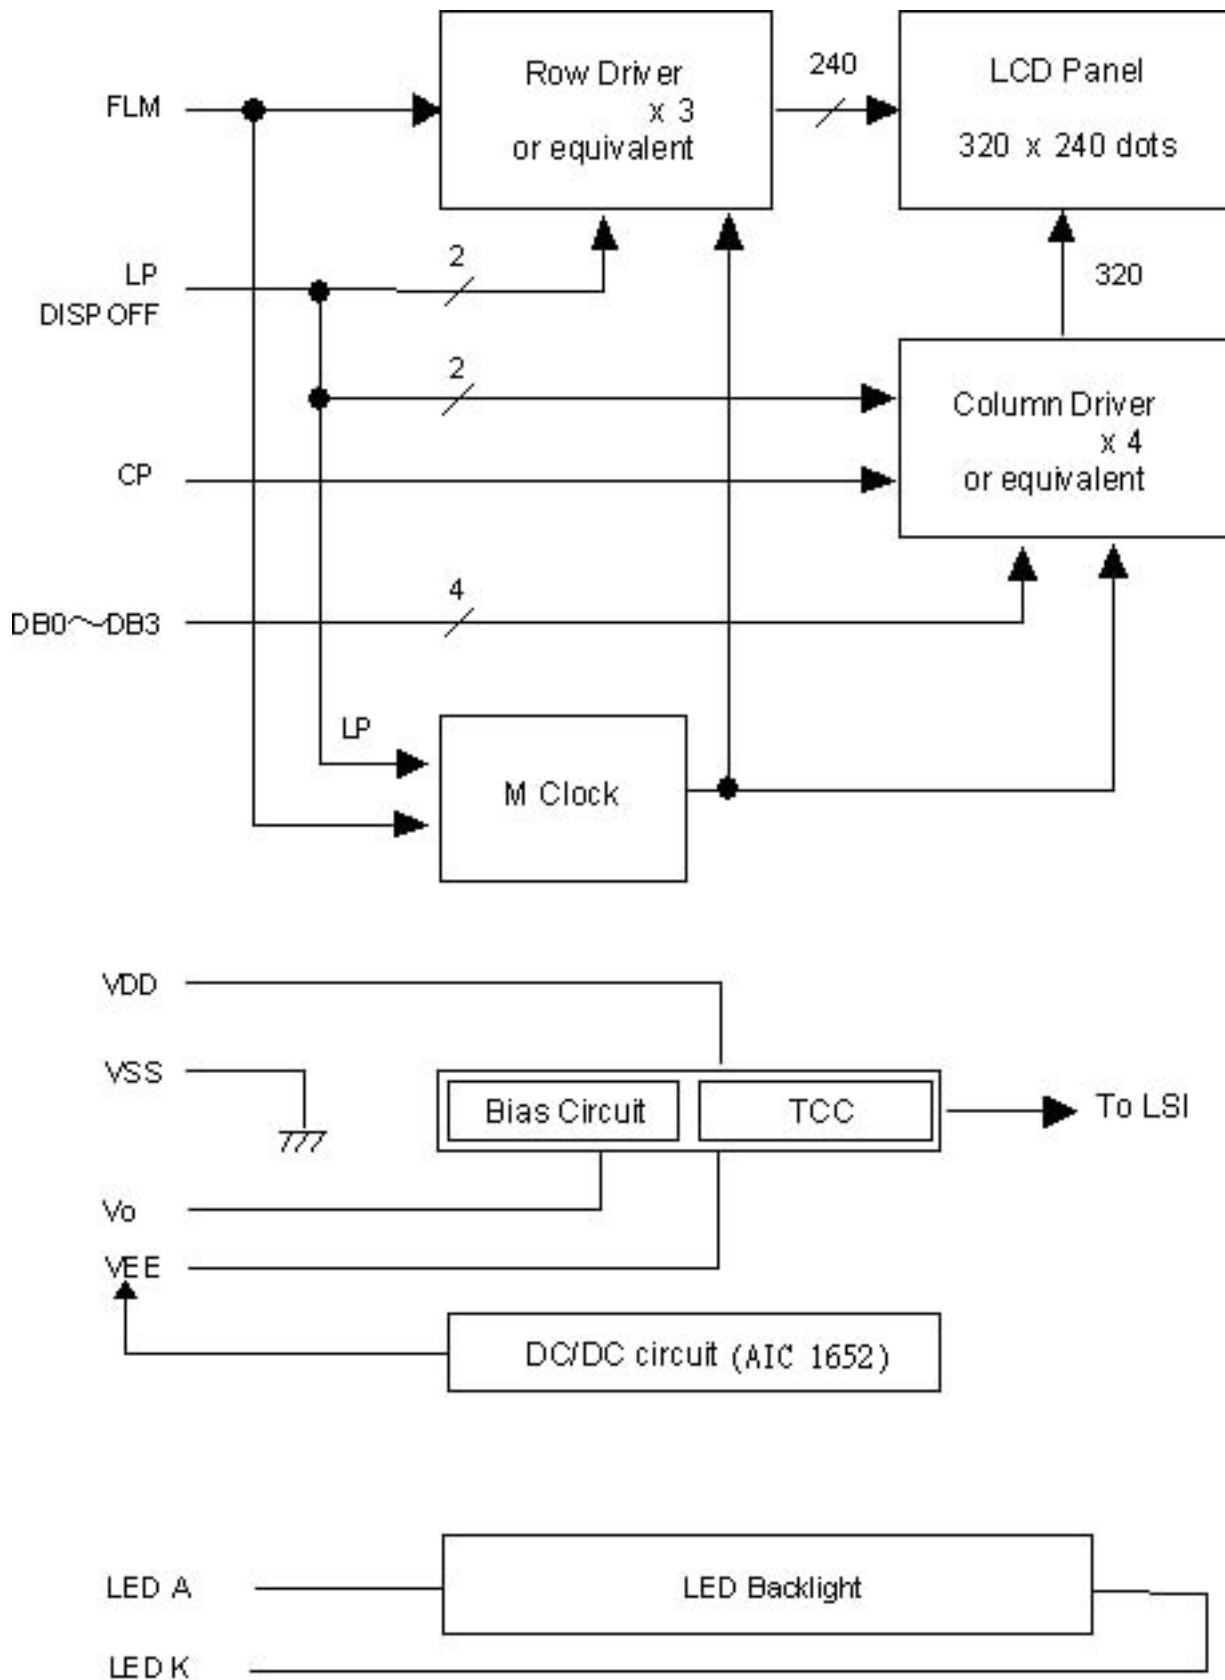 Row Driver
x 3
or equivalent
240
LCD Panel
320 x 240 dots
FLM
LP
DISP OFF
2
320
2
Column Driver
x 4
or equivalent
CP
4
DB0～DB3
LP
M Clock
VDD
VSS
Bias Circuit
TCC
To LSI
Vo
VEE
DC/DC circuit (AIC 1652)
LED A
LED Backlight
LED K